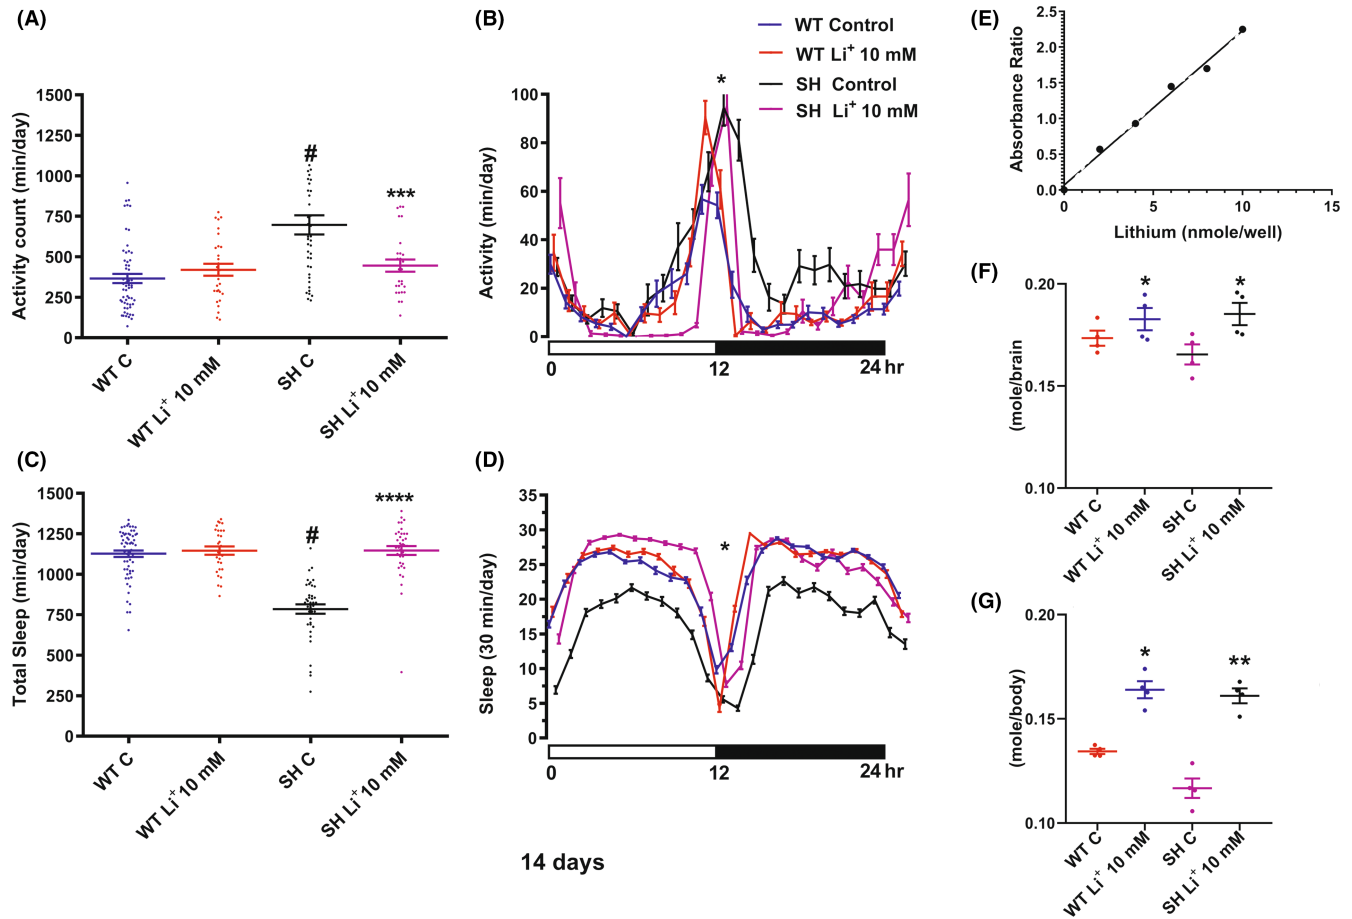 (A)
Activity count (min/day)
1500
1250
1000
750
500
250
0
#
***
WT C
WT Li+ 10 mM
SH C
SH Li+ 10 mM
(B)
WT Control
WT Li+ 10 mM
SH Control
SH Li+ 10 mM
*
Activity (min/day)
100
80
60
40
20
0
0 12 24 hr
(C)
Total Sleep (min/day)
1500
1250
1000
750
500
250
0
#
****
WT C
WT Li+ 10 mM
SH C
SH Li+ 10 mM
(D)
Sleep (30 min/day)
35
30
25
20
15
10
5
0
*
0 12 24 hr
14 days
(E)
Absorbance Ratio
2.5
2.0
1.5
1.0
0.5
0.0
0 5 10 15
Lithium (nmole/well)
(F)
(mole/brain
0.20
0.15
0.10
* *
WT C
WT Li+ 10 mM
SH C
SH Li+ 10 mM
(G)
(mole/body)
0.20
0.15
0.10
* **
WT C
WT Li+ 10 mM
SH C
SH Li+ 10 mM